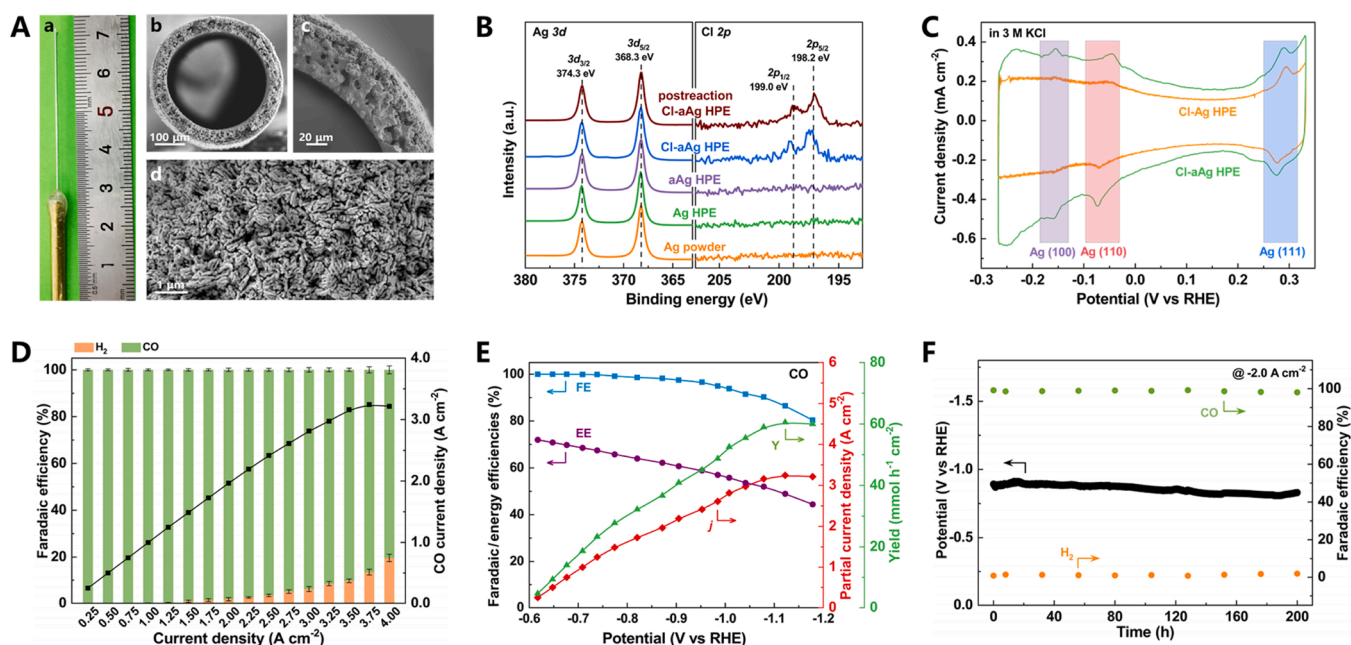 A
a
7
6
5
4
3
2
1
0.5mm
mm
b
100 μm
c
20 μm
d
1 μm
B
Ag 3d
Cl 2p
3d3/2
374.3 eV
3d5/2
368.3 eV
2p5/2
198.2 eV
2p1/2
199.0 eV
postreaction
Cl-aAg HPE
Cl-aAg HPE
aAg HPE
Ag HPE
Ag powder
Intensity (a.u.)
380 374 370 365 205 200 195
Binding energy (eV)
C
in 3 M KCl
Cl-Ag HPE
Cl-aAg HPE
Ag (100)
Ag (110)
Ag (111)
Current density (mA cm-2)
0.4
0.2
0.0
-0.2
-0.4
-0.6
-0.3 -0.2 -0.1 0.0 0.1 0.2 0.3
Potential (V vs RHE)
D
H2 CO
Faradaic efficiency (%)
100
80
60
40
20
0
CO current density (A cm-2)
4.0
3.0
2.0
1.0
0.0
0.25 0.50 0.75 1.00 1.25 1.50 1.75 2.00 2.25 2.50 2.75 3.00 3.25 3.50 3.75 4.00
Current density (A cm-2)
E
CO
FE
EE
Y
j
Faradaic/energy efficiencies (%)
100
80
60
40
20
0
Partial current density (A cm-2)
6
5
4
3
2
1
0
Yield (mmol h-1 cm-2)
80
60
40
20
0
-0.6 -0.7 -0.8 -0.9 -1.0 -1.1 -1.2
Potential (V vs RHE)
F
@ -2.0 A cm-2
CO
H2
Potential (V vs RHE)
-1.5
-1.0
-0.5
0.0
Faradaic efficiency (%)
100
80
60
40
20
0
0 40 80 120 160 200
Time (h)